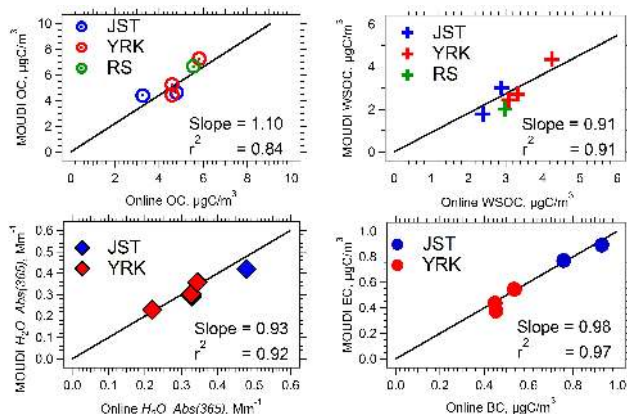 MOUDI OC, µgC/m³
10
8
6
4
2
0
JST
YRK
RS
Slope = 1.10
r² = 0.84
0 2 4 6 8 10
Online OC, µgC/m³
MOUDI WSOC, µgC/m³
6
4
2
0
JST
YRK
RS
0.91
Slope = 0.91
r² = 0.91
0 1 2 3 4 5 6
Online WSOC, µgC/m³
MOUDI H₂O_Abs(365), Mm⁻¹
0.6
0.5
0.4
0.3
0.2
0.1
0.0
JST
YRK
Slope = 0.93
r² = 0.92
0.0 0.1 0.2 0.3 0.4 0.5 0.6
Online H₂O_Abs(365), Mm⁻¹
MOUDI EC, µgC/m³
1.0
0.8
0.6
0.4
0.2
0.0
JST
YRK
Slope = 0.98
r² = 0.97
0.0 0.2 0.4 0.6 0.8 1.0
Online BC, µgC/m³